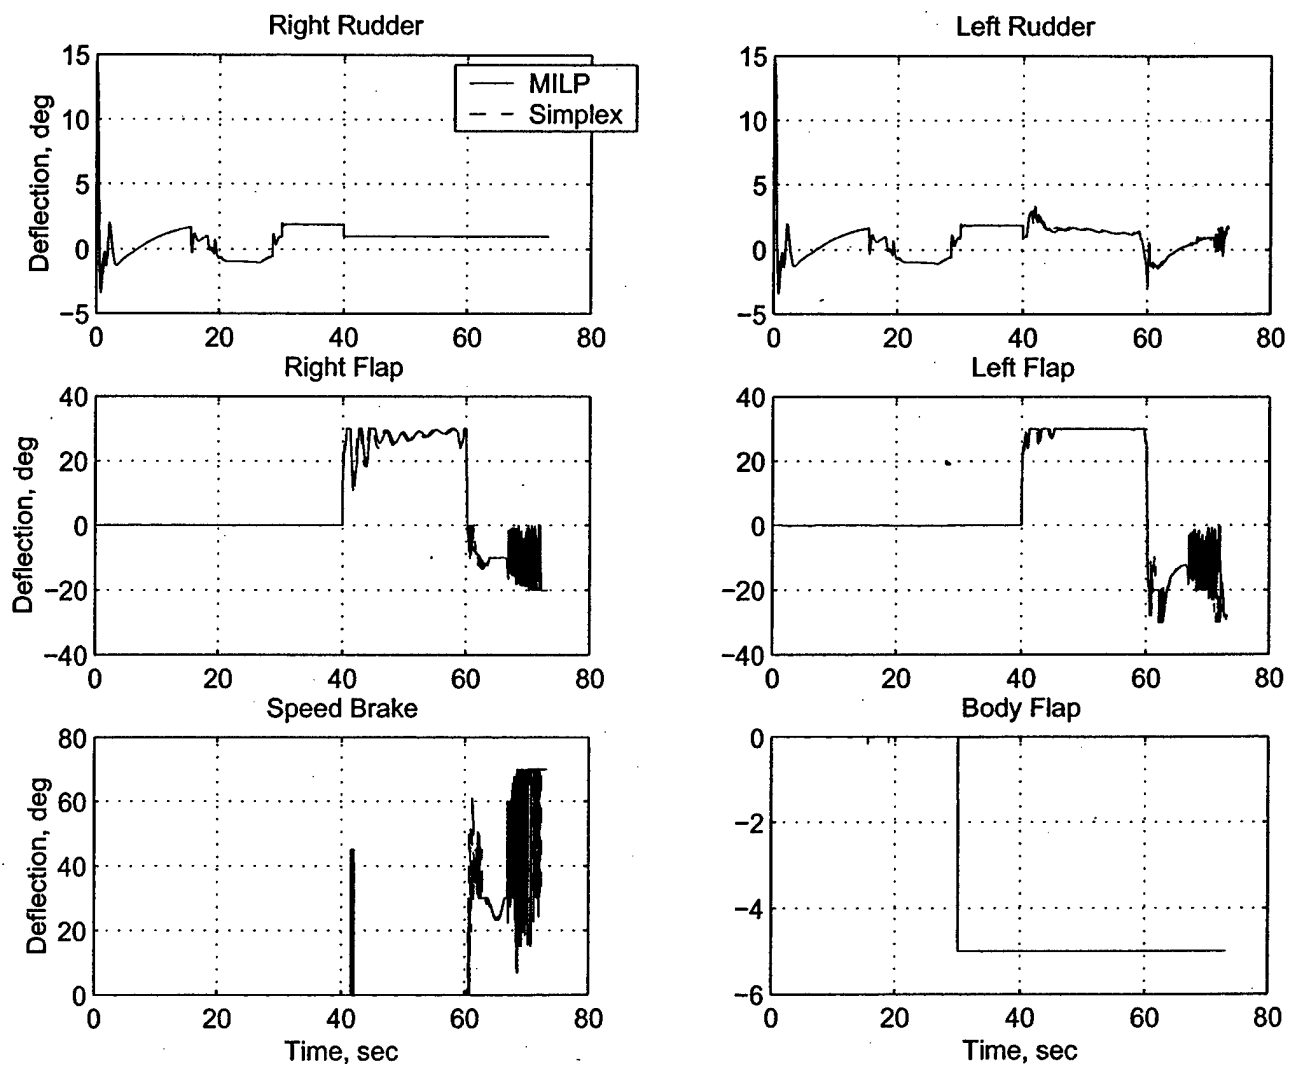 Right Rudder
Left Rudder
Deflection, deg
15
10
5
0
−5
MILP
Simplex
0 20 40 60 80
15
10
5
0
−5
0 20 40 60 80
Right Flap
Left Flap
Deflection, deg
40
20
0
−20
−40
0 20 40 60 80
40
20
0
−20
−40
0 20 40 60 80
Speed Brake
Body Flap
Deflection, deg
80
60
40
20
0
0 20 40 60 80
Time, sec
0
−2
−4
−6
0 20 40 60 80
Time, sec